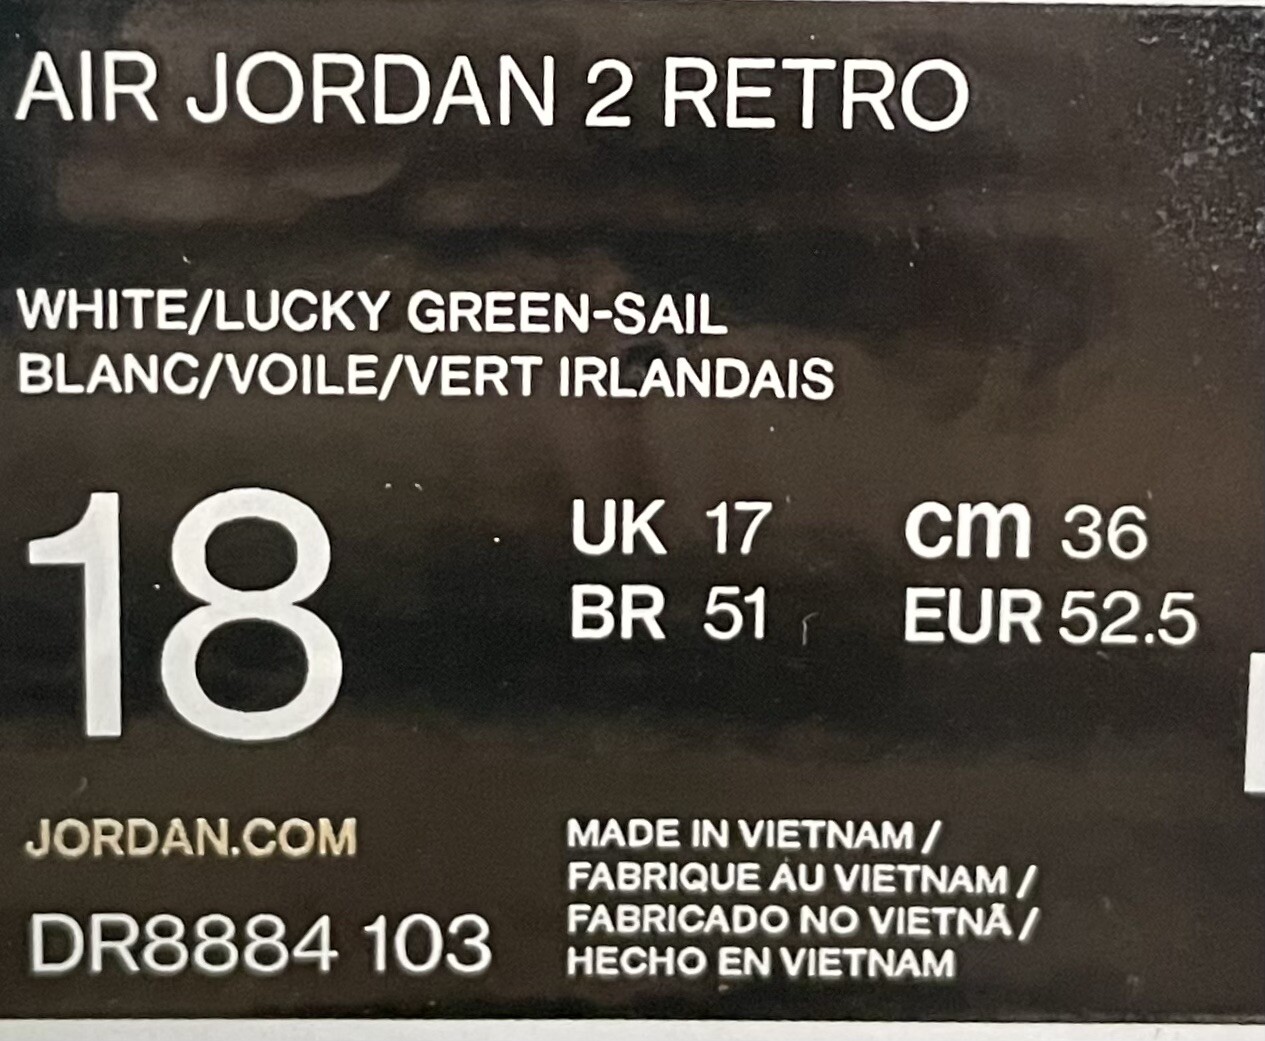 AIR JORDAN 2 RETRO
WHITE/LUCKY GREEN-SAIL
BLANC/VOILE/VERT IRLANDAIS
18
UK 17 cm 36
BR 51 EUR 52.5
JORDAN.COM
DR8884 103
MADE IN VIETNAM /
FABRIQUE AU VIETNAM /
FABRICADO NO VIETNÃ /
HECHO EN VIETNAM